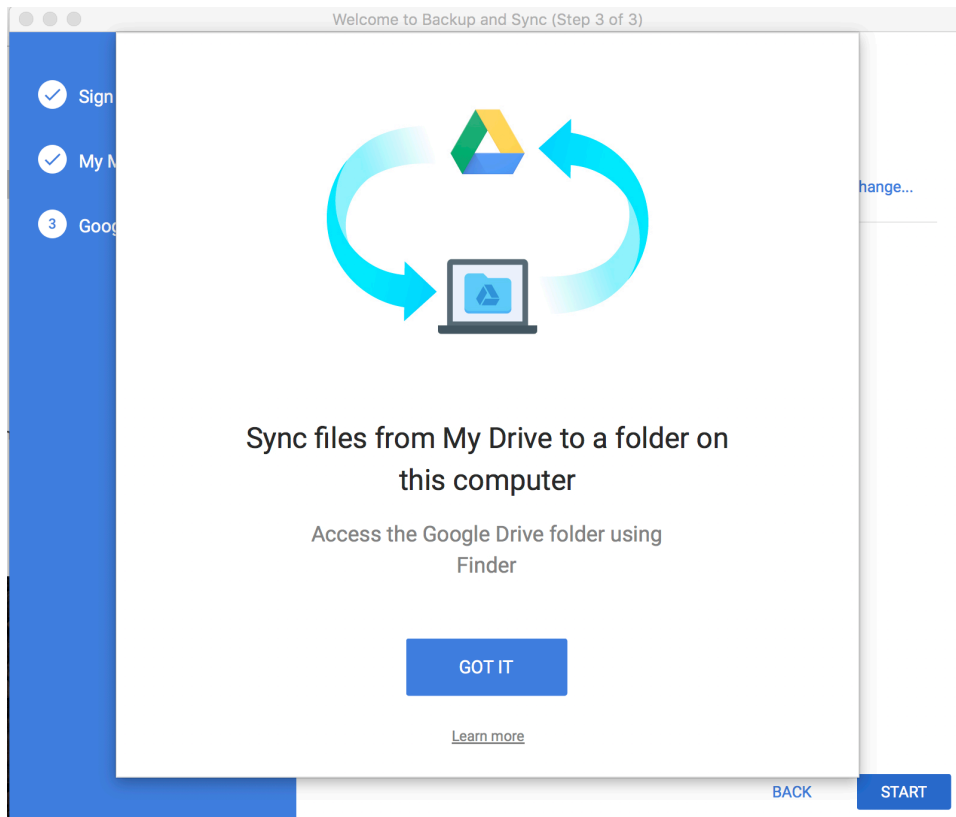 Welcome to Backup and Sync (Step 3 of 3)
Sign
My
3
hange...
Sync files from My Drive to a folder on
this computer
Access the Google Drive folder using
Finder
GOT IT
Learn more
BACK
START